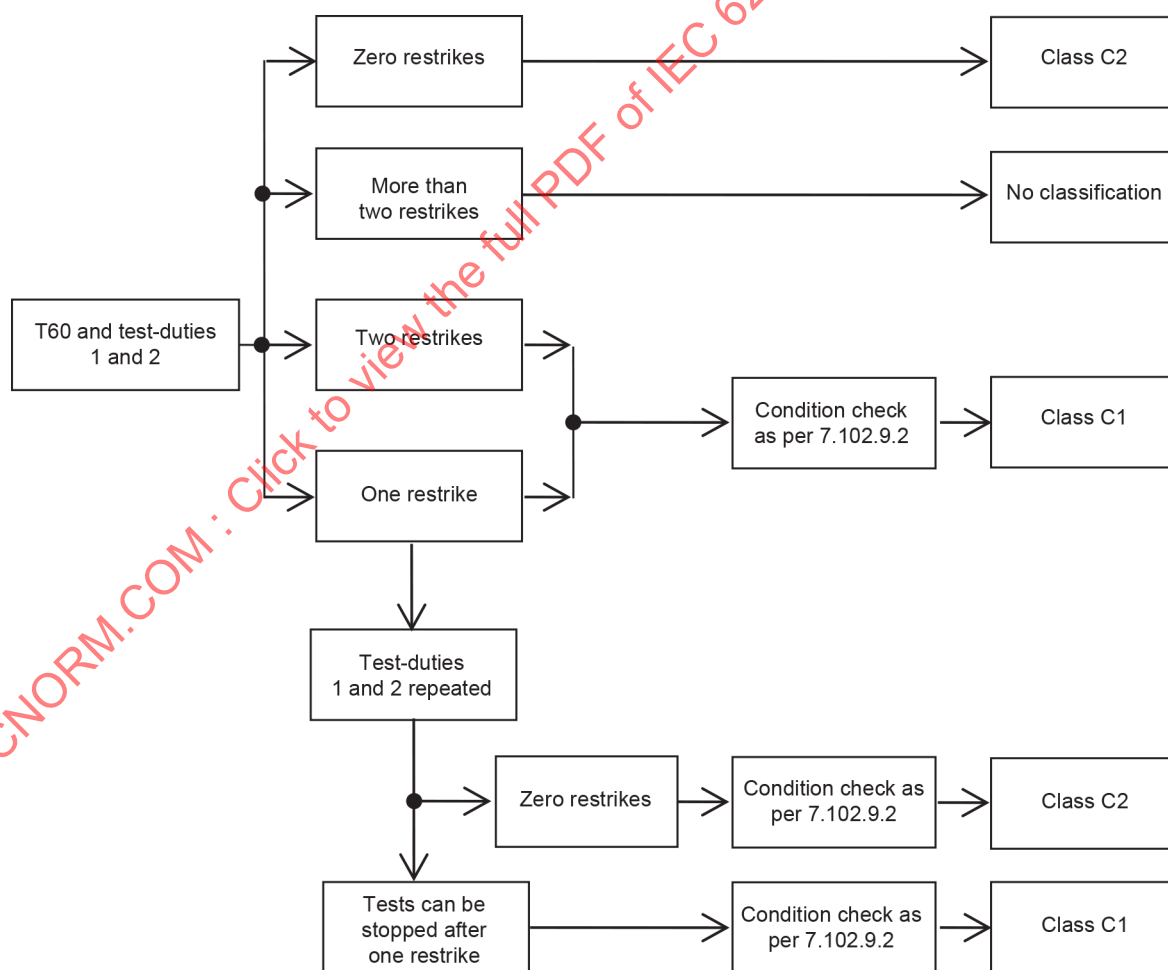 Zero restrikes
Class C2
More than
two restrikes
No classification
T60 and test-duties
1 and 2
Two restrikes
Condition check
as per 7.102.9.2
Class C1
One restrike
Test-duties
1 and 2 repeated
Zero restrikes
Condition check as
per 7.102.9.2
Class C2
Tests can be
stopped after
one restrike
Condition check as
per 7.102.9.2
Class C1
CNORM.COM : Click to view the full PDF of IEC 62